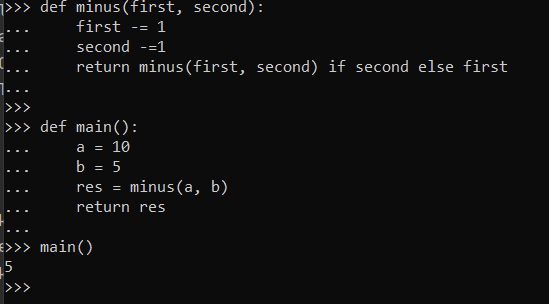 >>> def minus(first, second):
...     first -= 1
...     second -=1
...     return minus(first, second) if second else first
...
>>>
>>> def main():
...     a = 10
...     b = 5
...     res = minus(a, b)
...     return res
...
>>> main()
5
>>>